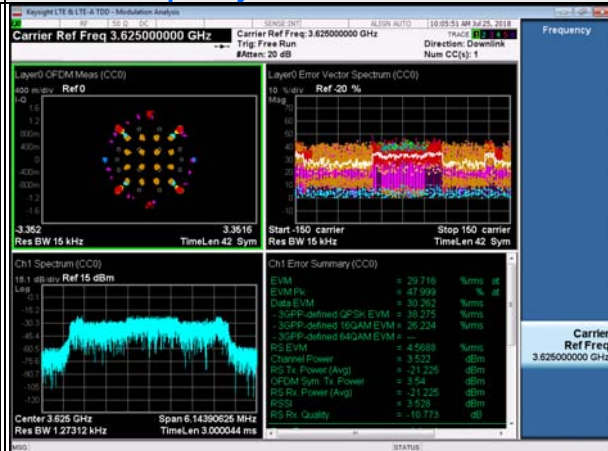 Keysight LTE & LTE-A TDD - Modulation Analysis
RF 50 Ω DC SENSE:INT ALIGN AUTO 10:05:51 AM Jul 25, 2018
Carrier Ref Freq 3.625000000 GHz
Carrier Ref Freq: 3.625000000 GHz
Trig: Free Run
#Atten: 20 dB
TRACE 1 2 3 4 5 6
Direction: Downlink
Num CC(s): 1
Frequency
Layer0 OFDM Meas (CC0)
400 m/div Ref 0
I-Q
1.6
1.2
800m
400m
0
-400m
-800m
-1.2
-1.6
-3.352 3.3516
Res BW 15 kHz TimeLen 42 Sym
Layer0 Error Vector Spectrum (CC0)
10 %/div Ref -20 %
Mag
70
60
50
40
30
20
10
0
-10
Start -150 carrier Stop 150 carrier
Res BW 15 kHz TimeLen 42 Sym
Ch1 Spectrum (CC0)
15.1 dB/div Ref 15 dBm
Log
-0.1
-15.2
-30.3
-45.4
-60.5
-75.6
-90.7
-105
-120
Center 3.625 GHz Span 6.14390625 MHz
Res BW 1.27312 kHz TimeLen 3.000044 ms
Ch1 Error Summary (CC0)
EVM = 29.716 %rms at
EVM Pk = 47.999 % at
Data EVM = 30.262 %rms
- 3GPP-defined QPSK EVM = 38.275 %rms
- 3GPP-defined 16QAM EVM = 26.224 %rms
- 3GPP-defined 64QAM EVM = ---
RS EVM = 4.5688 %rms
Channel Power = 3.522 dBm
RS Tx. Power (Avg) = -21.225 dBm
OFDM Sym. Tx. Power = 3.54 dBm
RS Rx. Power (Avg) = -21.225 dBm
RSSI = 3.528 dBm
RS Rx. Quality = -10.773 dB
Carrier
Ref Freq
3.625000000 GHz
MSG STATUS